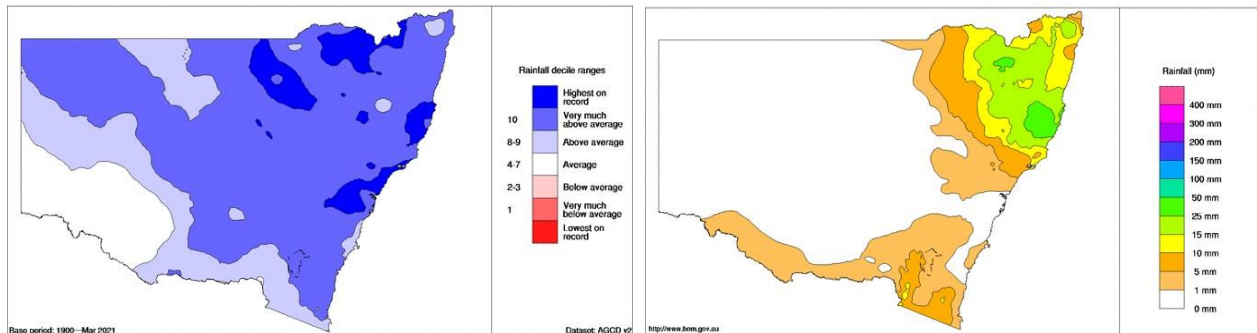 Rainfall decile ranges
Highest on
record
10
Very much
above average
8-9
Above average
4-7
Average
2-3
Below average
1
Very much
below average
Lowest on
record
Base period: 1900—Mar 2021
Dataset: AGCD v2
Rainfall (mm)
400 mm
300 mm
200 mm
150 mm
100 mm
50 mm
25 mm
15 mm
10 mm
5 mm
1 mm
0 mm
http://www.bom.gov.au